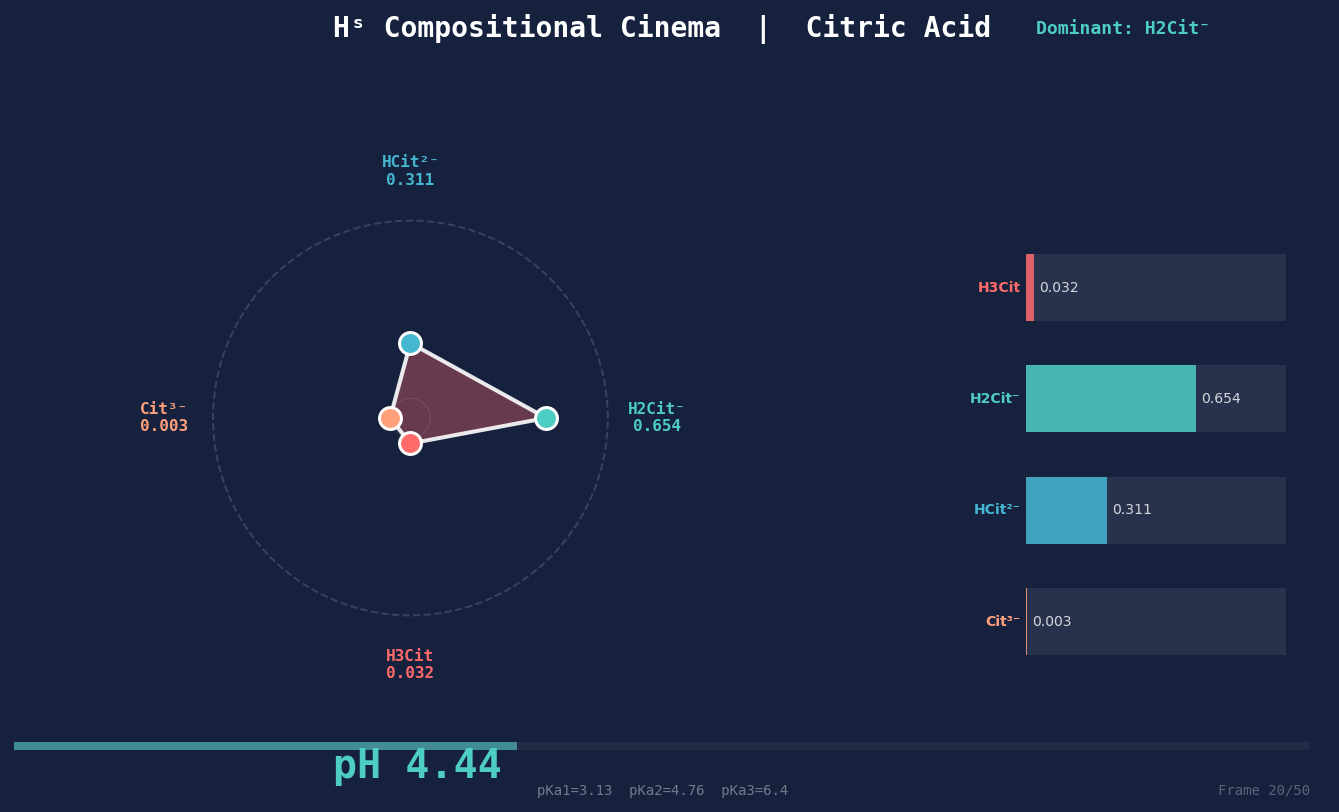 Hˢ Compositional Cinema | Citric Acid
Dominant: H2Cit⁻
HCit²⁻
0.311
Cit³⁻
0.003
H2Cit⁻
0.654
H3Cit
0.032
H3Cit 0.032
H2Cit⁻ 0.654
HCit²⁻ 0.311
Cit³⁻ 0.003
pH 4.44
pKa1=3.13 pKa2=4.76 pKa3=6.4
Frame 20/50